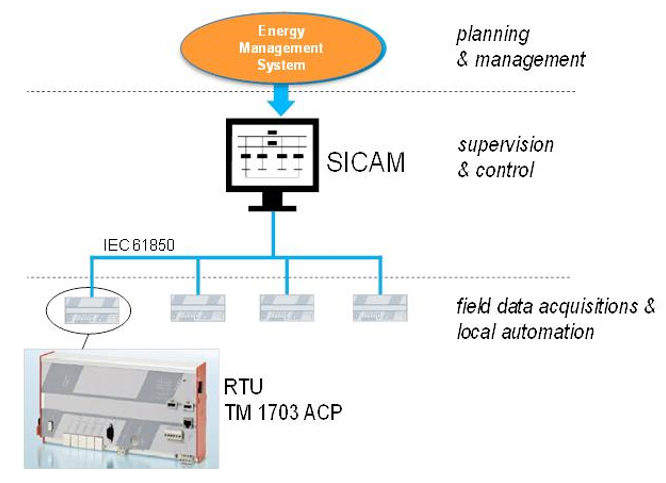 Energy
Management
System
planning
& management
SICAM
supervision
& control
IEC 61850
field data acquisitions &
local automation
RTU
TM 1703 ACP